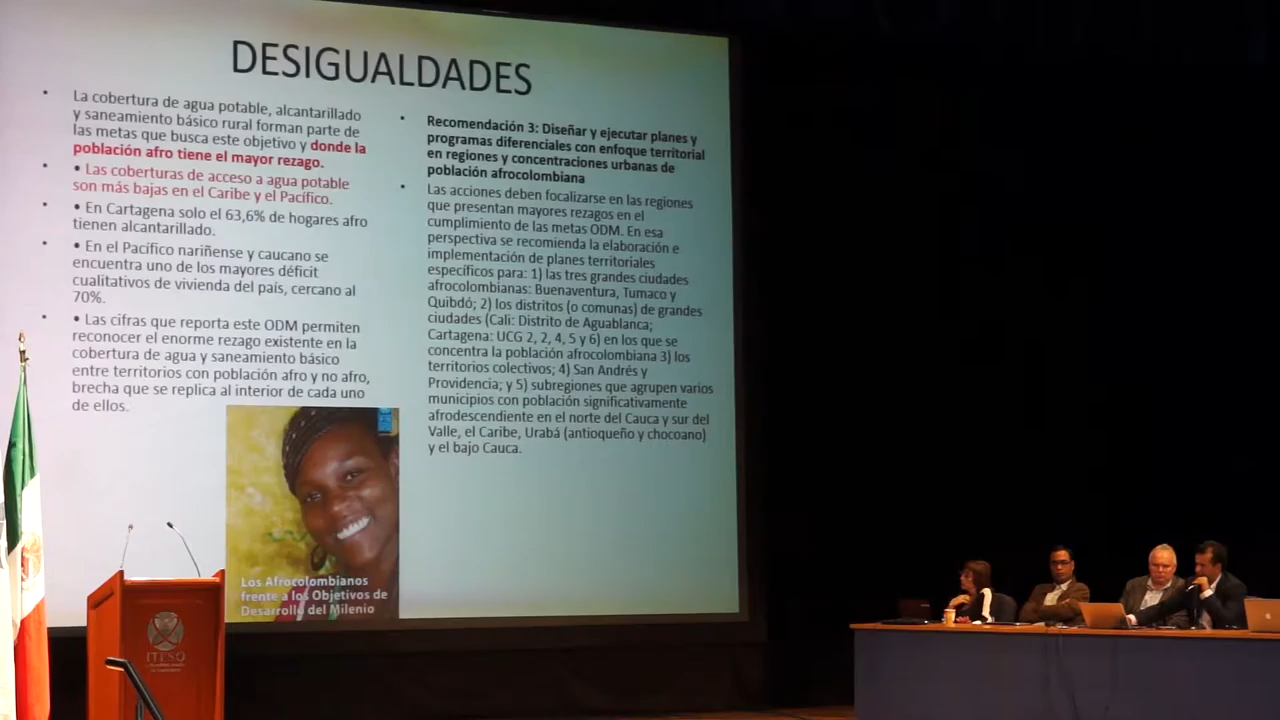 DESIGUALDADES
• La cobertura de agua potable, alcantarillado
y saneamiento básico rural forman parte de
las metas que busca este objetivo y donde la
población afro tiene el mayor rezago.
• • Las coberturas de acceso a agua potable
son más bajas en el Caribe y el Pacífico.
• • En Cartagena solo el 63,6% de hogares afro
tienen alcantarillado.
• • En el Pacífico nariñense y caucano se
encuentra uno de los mayores déficit
cualitativos de vivienda del país, cercano al
70%.
• • Las cifras que reporta este ODM permiten
reconocer el enorme rezago existente en la
cobertura de agua y saneamiento básico
entre territorios con población afro y no afro,
brecha que se replica al interior de cada uno
de ellos.
• Recomendación 3: Diseñar y ejecutar planes y
programas diferenciales con enfoque territorial
en regiones y concentraciones urbanas de
población afrocolombiana
• Las acciones deben focalizarse en las regiones
que presentan mayores rezagos en el
cumplimiento de las metas ODM. En esa
perspectiva se recomienda la elaboración e
implementación de planes territoriales
específicos para: 1) las tres grandes ciudades
afrocolombianas: Buenaventura, Tumaco y
Quibdó; 2) los distritos (o comunas) de grandes
ciudades (Cali: Distrito de Aguablanca;
Cartagena: UCG 2, 2, 4, 5 y 6) en los que se
concentra la población afrocolombiana 3) los
territorios colectivos; 4) San Andrés y
Providencia; y 5) subregiones que agrupen varios
municipios con población significativamente
afrodescendiente en el norte del Cauca y sur del
Valle, el Caribe, Urabá (antioqueño y chocoano)
y el bajo Cauca.
Los Afrocolombianos
frente a los Objetivos de
Desarrollo del Milenio
ITESO